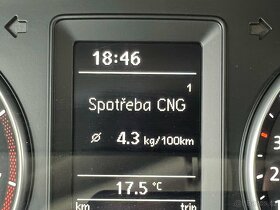 18:46
1
Spotřeba CNG
ø 4.3 kg/100km
17.5 °C
km trip